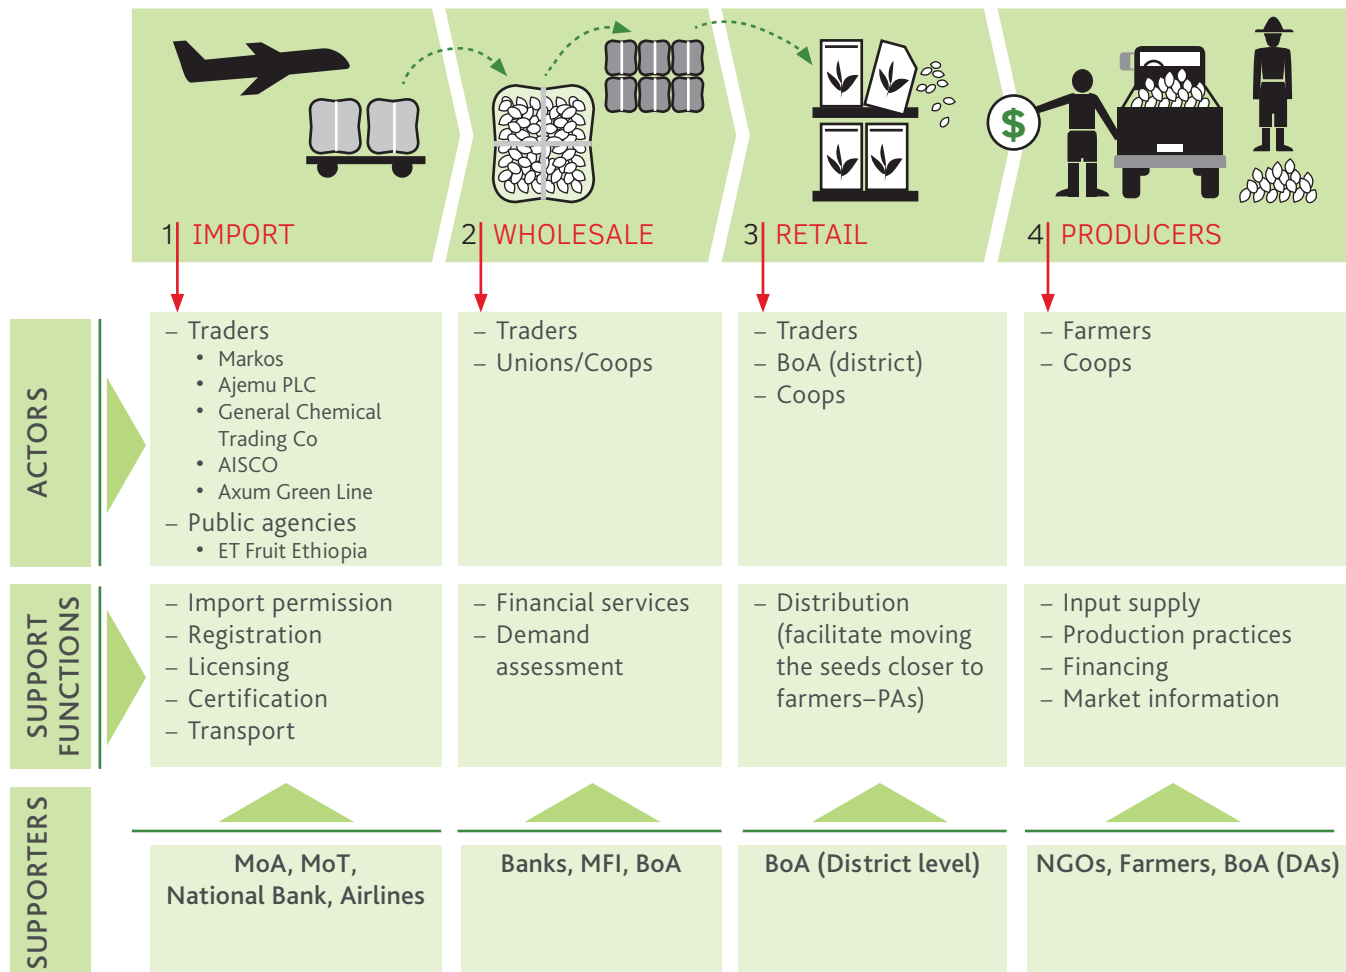 $
1 IMPORT
2 WHOLESALE
3 RETAIL
4 PRODUCERS
ACTORS
– Traders
• Markos
• Ajemu PLC
• General Chemical
Trading Co
• AISCO
• Axum Green Line
– Public agencies
• ET Fruit Ethiopia
– Traders
– Unions/Coops
– Traders
– BoA (district)
– Coops
– Farmers
– Coops
SUPPORT
FUNCTIONS
– Import permission
– Registration
– Licensing
– Certification
– Transport
– Financial services
– Demand
assessment
– Distribution
(facilitate moving
the seeds closer to
farmers–PAs)
– Input supply
– Production practices
– Financing
– Market information
SUPPORTERS
MoA, MoT,
National Bank, Airlines
Banks, MFI, BoA
BoA (District level)
NGOs, Farmers, BoA (DAs)